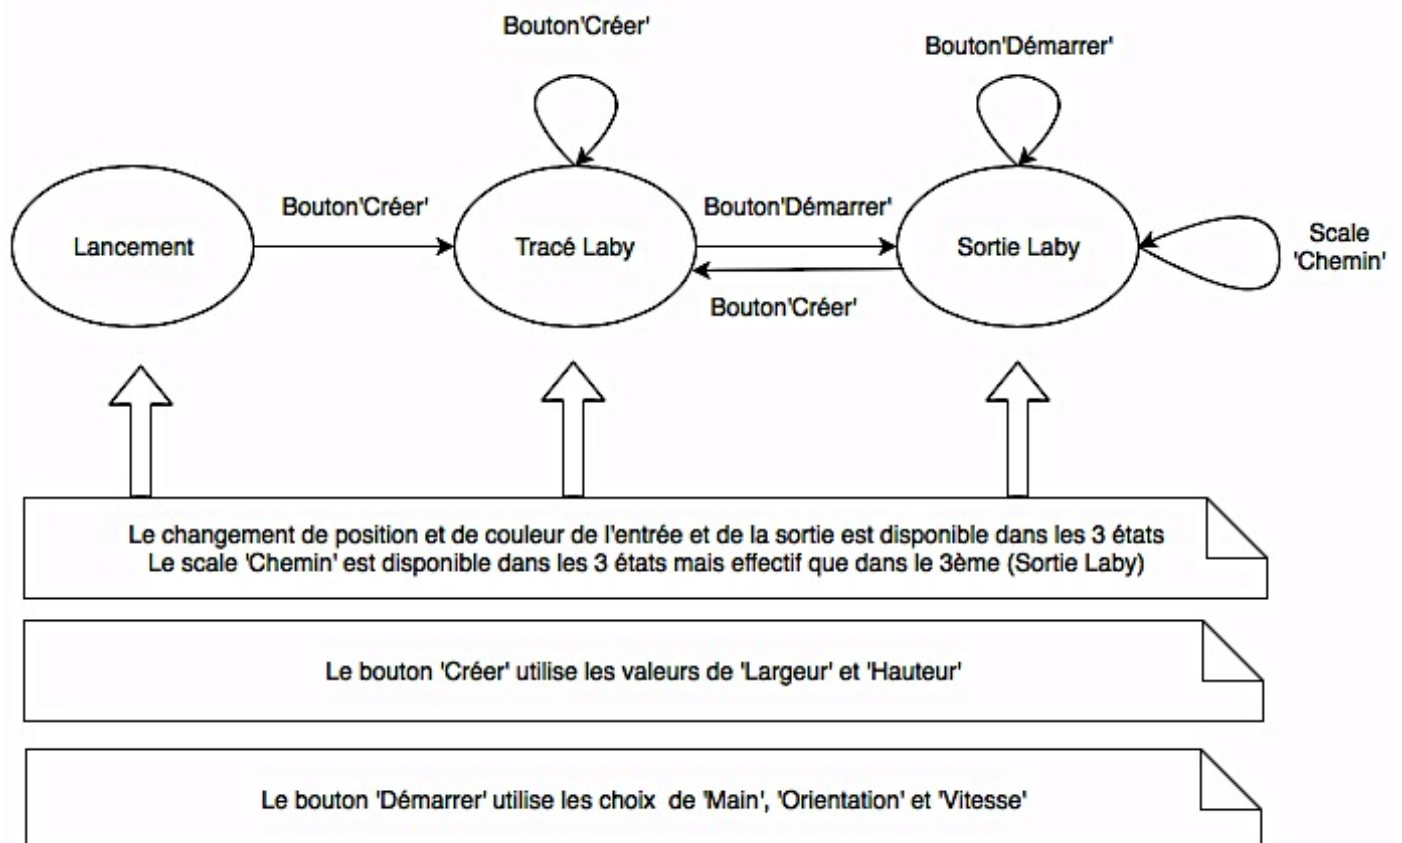 Bouton'Créer'
Bouton'Démarrer'
Bouton'Créer'
Bouton'Démarrer'
Lancement
Tracé Laby
Sortie Laby
Scale
'Chemin'
Bouton'Créer'
Le changement de position et de couleur de l'entrée et de la sortie est disponible dans les 3 états
Le scale 'Chemin' est disponible dans les 3 états mais effectif que dans le 3ème (Sortie Laby)
Le bouton 'Créer' utilise les valeurs de 'Largeur' et 'Hauteur'
Le bouton 'Démarrer' utilise les choix de 'Main', 'Orientation' et 'Vitesse'